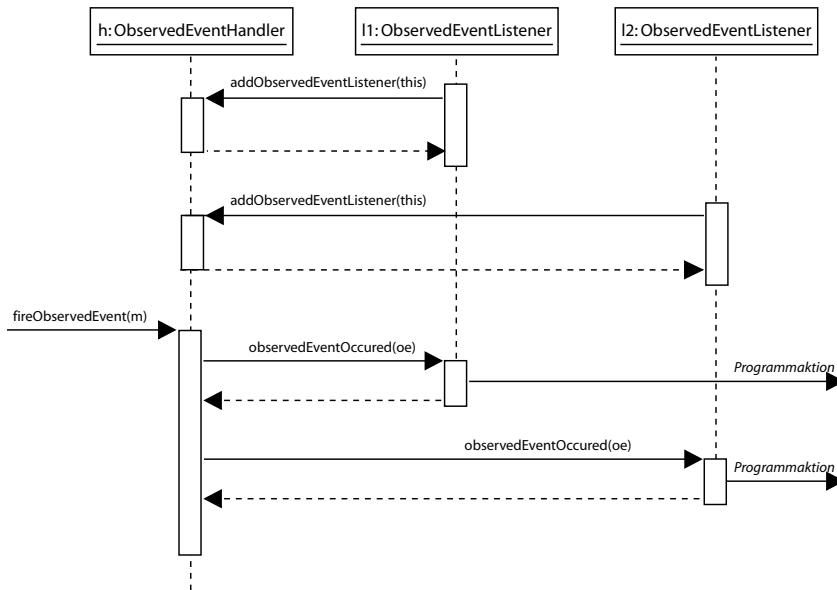 h:ObservedEventHandler
l1:ObservedEventListener
l2:ObservedEventListener
addObservedEventListener(this)
addObservedEventListener(this)
fireObservedEvent(m)
observedEventOccured(oe)
Programmaktion
observedEventOccured(oe)
Programmaktion